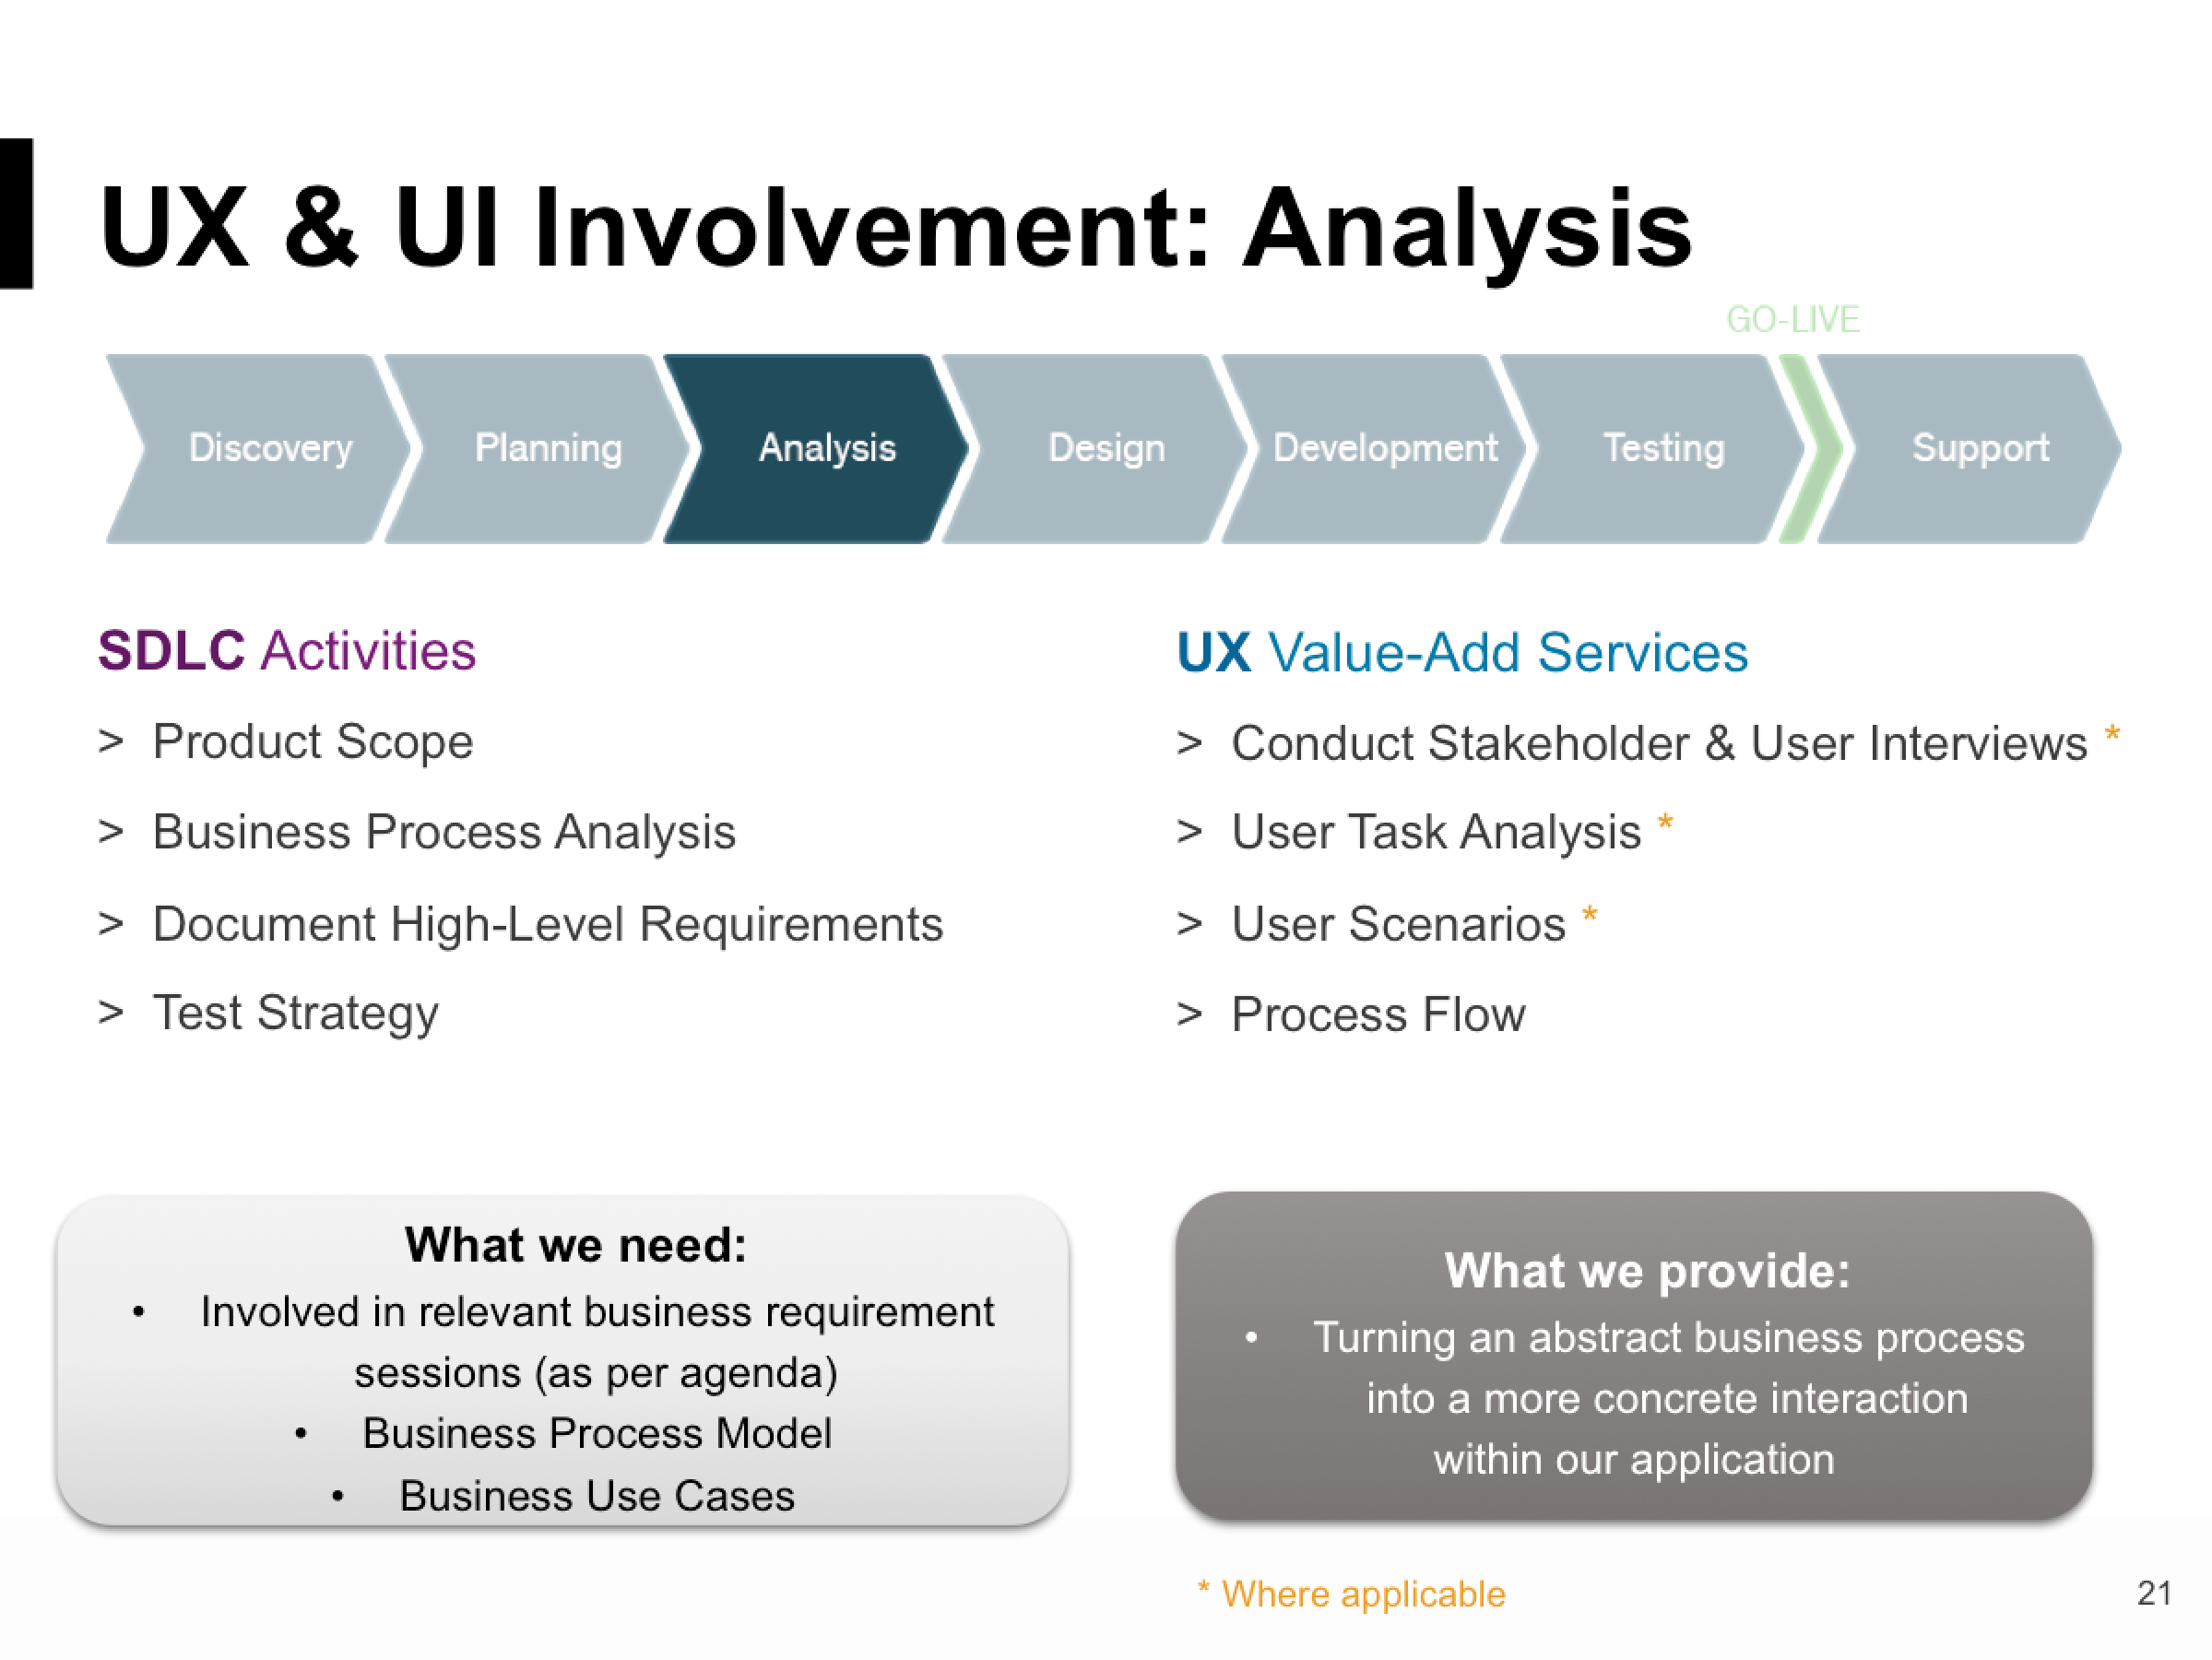 UX & UI Involvement: Analysis
GO-LIVE
Discovery
Planning
Analysis
Design
Development
Testing
Support
SDLC Activities
> Product Scope
> Business Process Analysis
> Document High-Level Requirements
> Test Strategy
UX Value-Add Services
> Conduct Stakeholder & User Interviews *
> User Task Analysis *
> User Scenarios *
> Process Flow
What we need:
• Involved in relevant business requirement
sessions (as per agenda)
• Business Process Model
• Business Use Cases
What we provide:
• Turning an abstract business process
into a more concrete interaction
within our application
* Where applicable
21